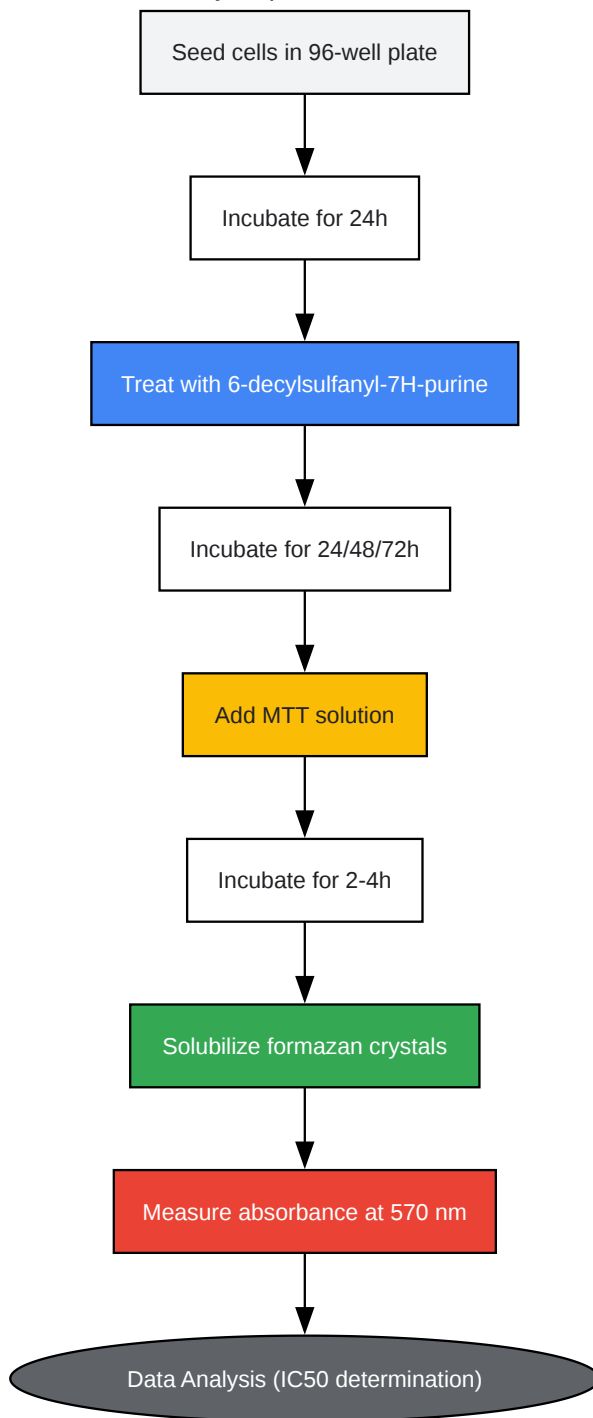 Seed cells in 96-well plate
Incubate for 24h
Treat with 6-decylsulfanyl-7H-purine
Incubate for 24/48/72h
Add MTT solution
Incubate for 2-4h
Solubilize formazan crystals
Measure absorbance at 570 nm
Data Analysis (IC50 determination)